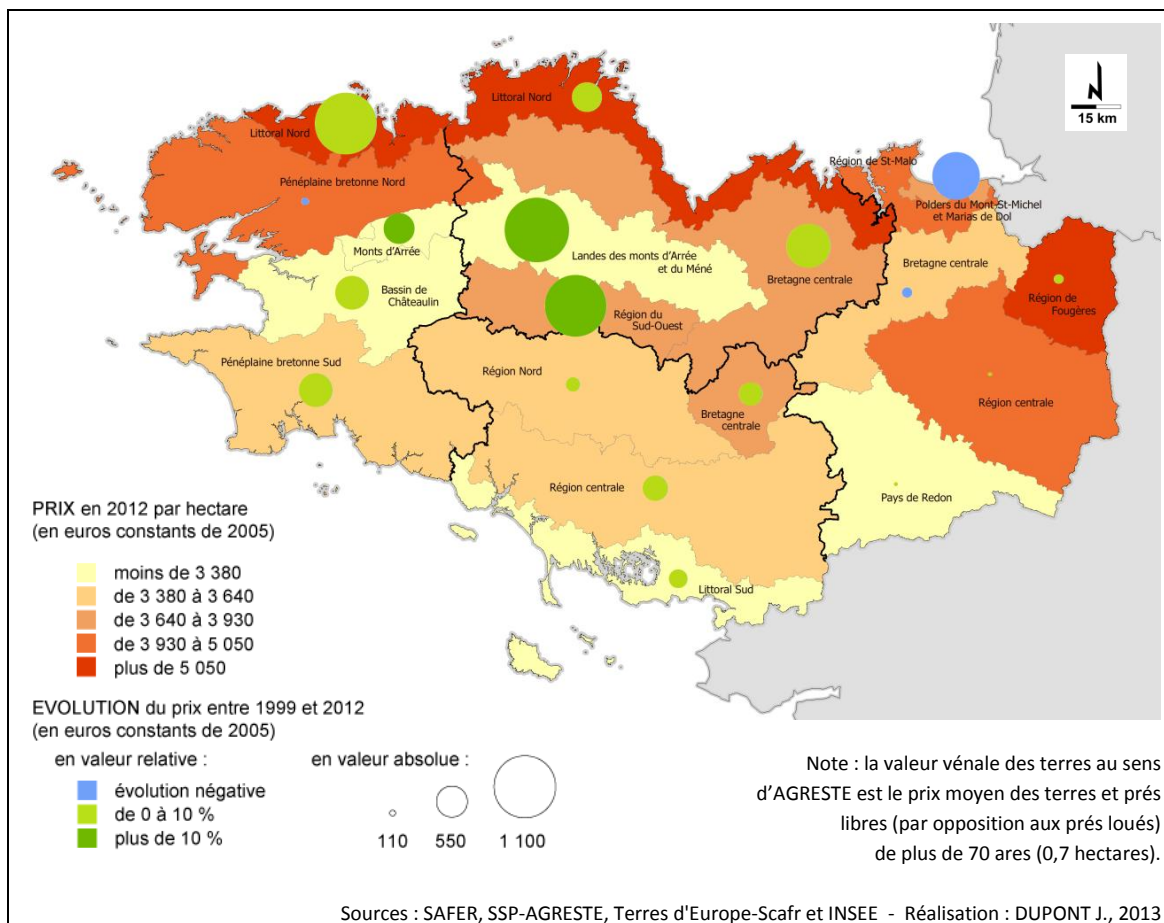 15 km
Littoral Nord
Littoral Nord
Région de St-Malo
Pénéplaine bretonne Nord
Polders du Mont-St-Michel
et Marias de Dol
Monts d'Arrée
Landes des monts d'Arrée
et du Méné
Bretagne centrale
Bretagne centrale
Bassin de
Châteaulin
Région de
Fougères
Région du
Sud-Ouest
Pénéplaine bretonne Sud
Région Nord
Région centrale
Bretagne
centrale
Région centrale
Pays de Redon
Littoral Sud
PRIX en 2012 par hectare
(en euros constants de 2005)
moins de 3 380
de 3 380 à 3 640
de 3 640 à 3 930
de 3 930 à 5 050
plus de 5 050
EVOLUTION du prix entre 1999 et 2012
(en euros constants de 2005)
en valeur relative :
évolution négative
de 0 à 10 %
plus de 10 %
en valeur absolue :
110 550 1 100
Note : la valeur vénale des terres au sens
d'AGRESTE est le prix moyen des terres et prés
libres (par opposition aux prés loués)
de plus de 70 ares (0,7 hectares).
Sources : SAFER, SSP-AGRESTE, Terres d'Europe-Scafr et INSEE - Réalisation : DUPONT J., 2013